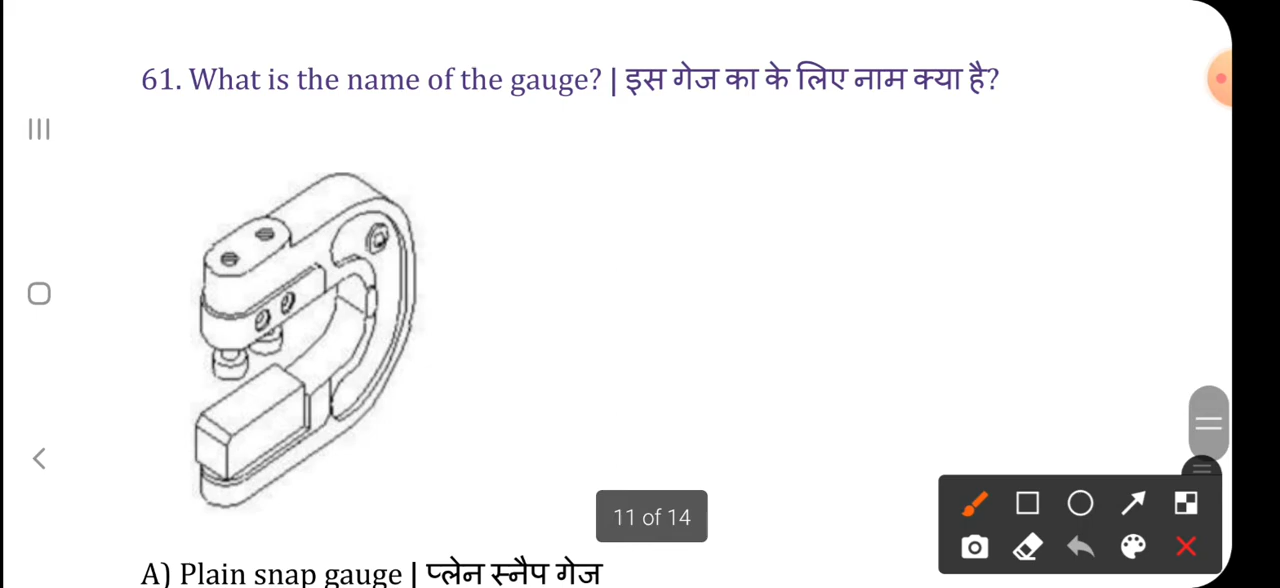 61. What is the name of the gauge? | इस गेज का के लिए नाम क्या है?
11 of 14
A) Plain snap gauge | प्लेन स्नैप गेज